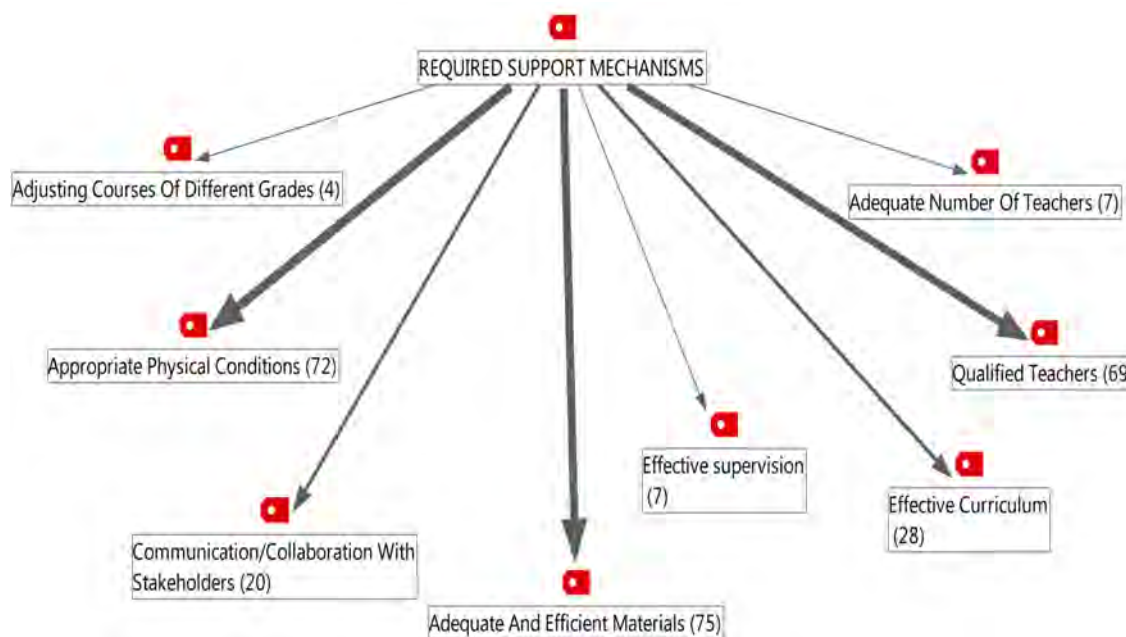 REQUIRED SUPPORT MECHANISMS
Adjusting Courses Of Different Grades (4)
Adequate Number Of Teachers (7)
Appropriate Physical Conditions (72)
Qualified Teachers (69
Effective supervision
(7)
Effective Curriculum
(28)
Communication/Collaboration With
Stakeholders (20)
Adequate And Efficient Materials (75)